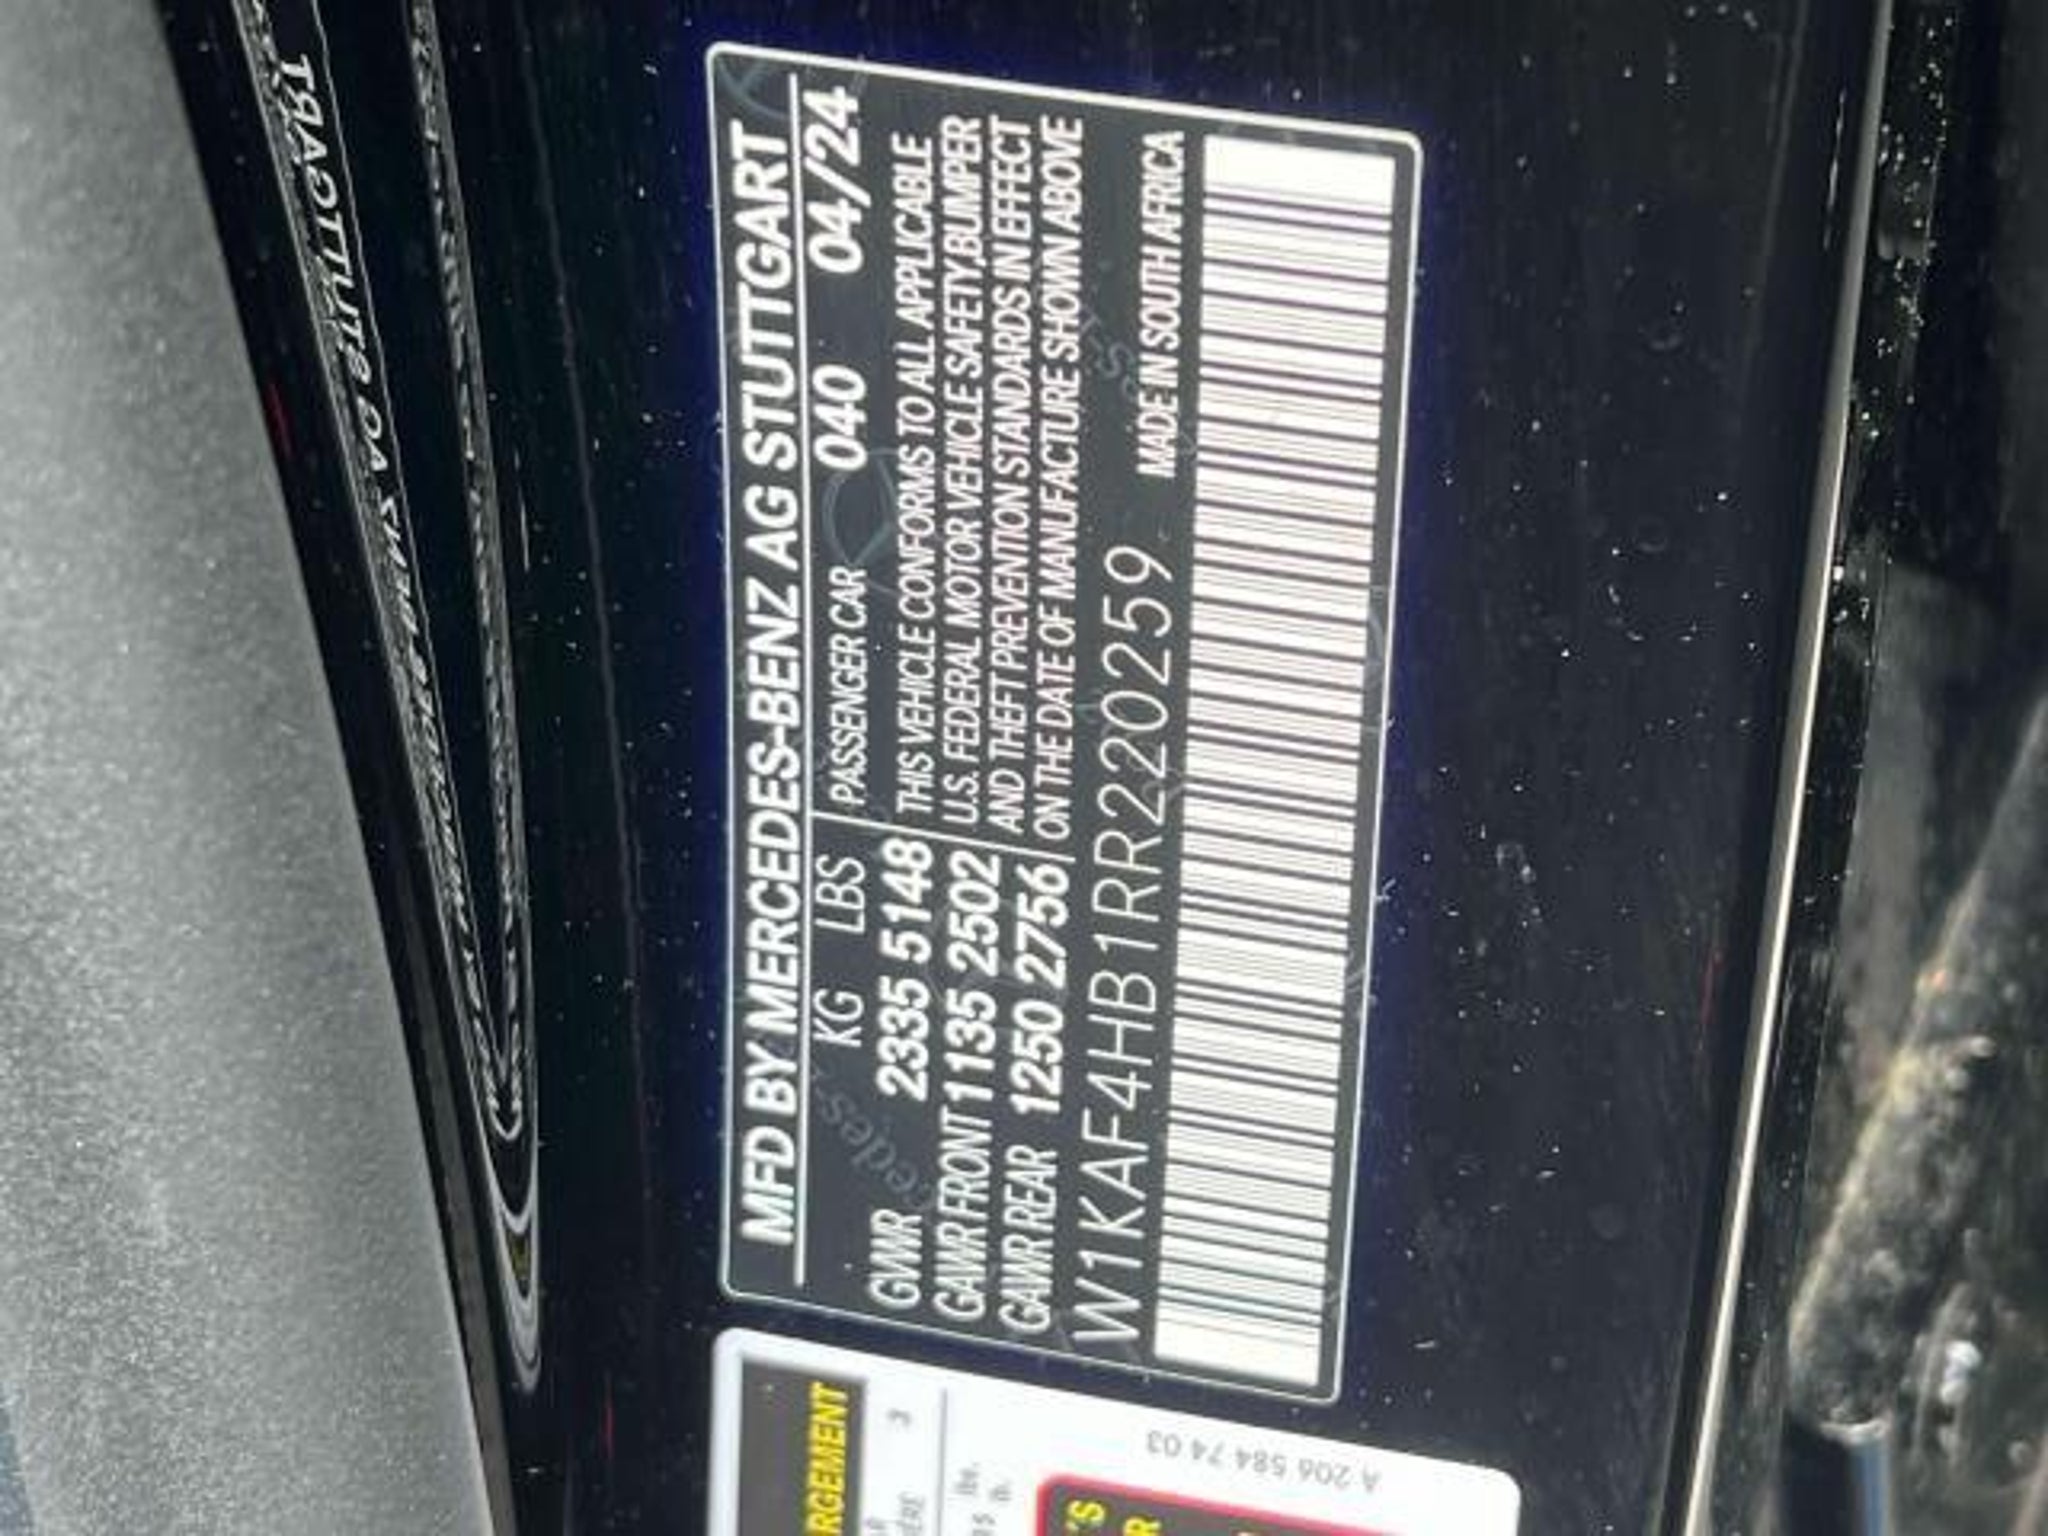 MFD BY MERCEDES-BENZ AG STUTTGART
KG LBS PASSENGER CAR 040 04/24
GVWR 2335 5148 THIS VEHICLE CONFORMS TO ALL APPLICABLE
GAWR FRONT 1135 2502 U.S. FEDERAL MOTOR VEHICLE SAFETY,BUMPER
GAWR REAR 1250 2756 AND THEFT PREVENTION STANDARDS IN EFFECT
ON THE DATE OF MANUFACTURE SHOWN ABOVE
W1KAF4HB1RR220259 MADE IN SOUTH AFRICA
A 206 584 74 03